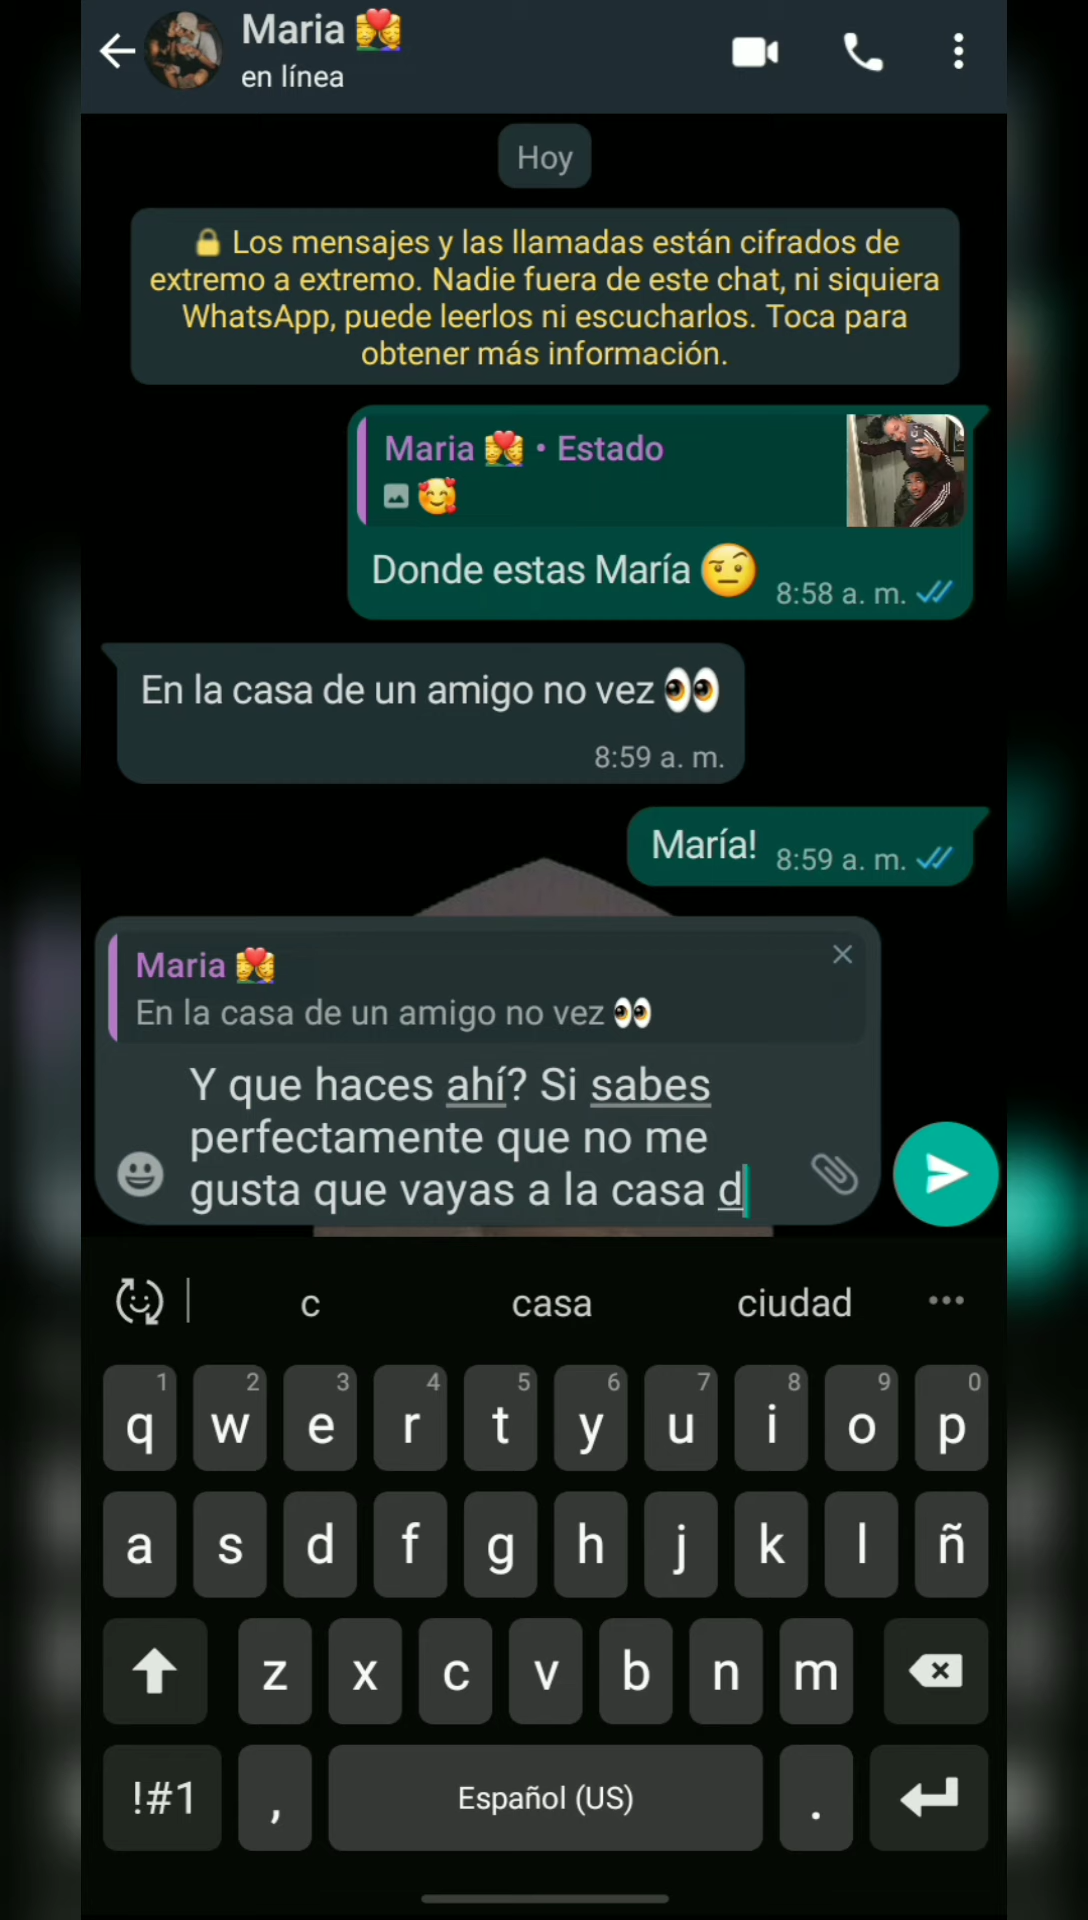 Maria 💏
en línea
Hoy
🔒 Los mensajes y las llamadas están cifrados de
extremo a extremo. Nadie fuera de este chat, ni siquiera
WhatsApp, puede leerlos ni escucharlos. Toca para
obtener más información.
Maria 💏 • Estado
🥰
Donde estas María 🤨
8:58 a. m.
En la casa de un amigo no vez 👀
8:59 a. m.
María!
8:59 a. m.
Maria 💏
En la casa de un amigo no vez 👀
Y que haces ahí? Si sabes
perfectamente que no me
gusta que vayas a la casa d
c casa ciudad
1 2 3 4 5 6 7 8 9 0
q w e r t y u i o p
a s d f g h j k l ñ
z x c v b n m
!#1 , Español (US) .